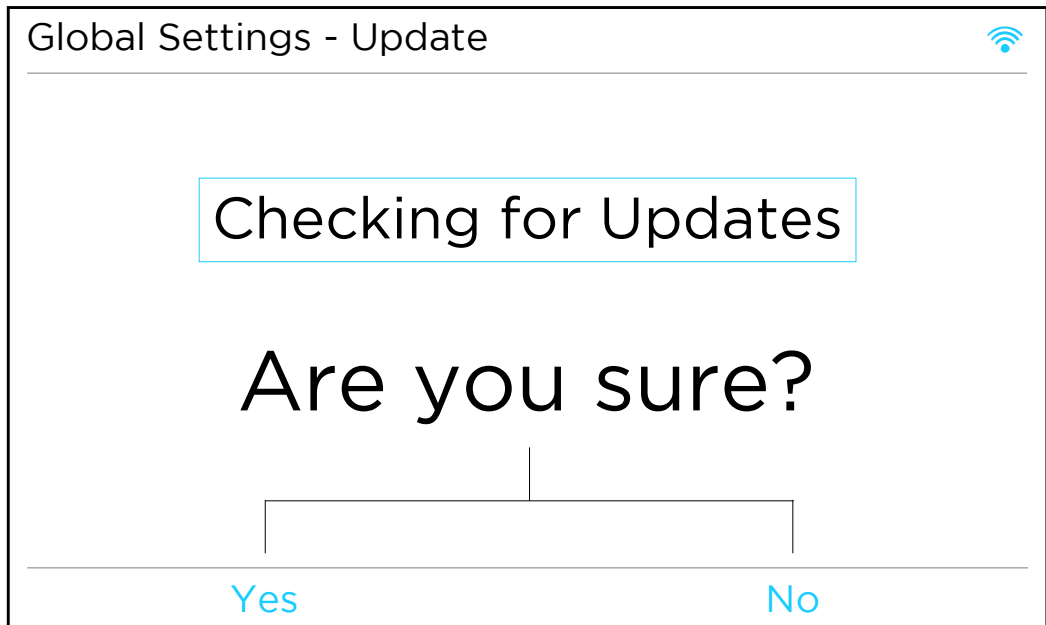 Global Settings - Update
Checking for Updates
Are you sure?
Yes No